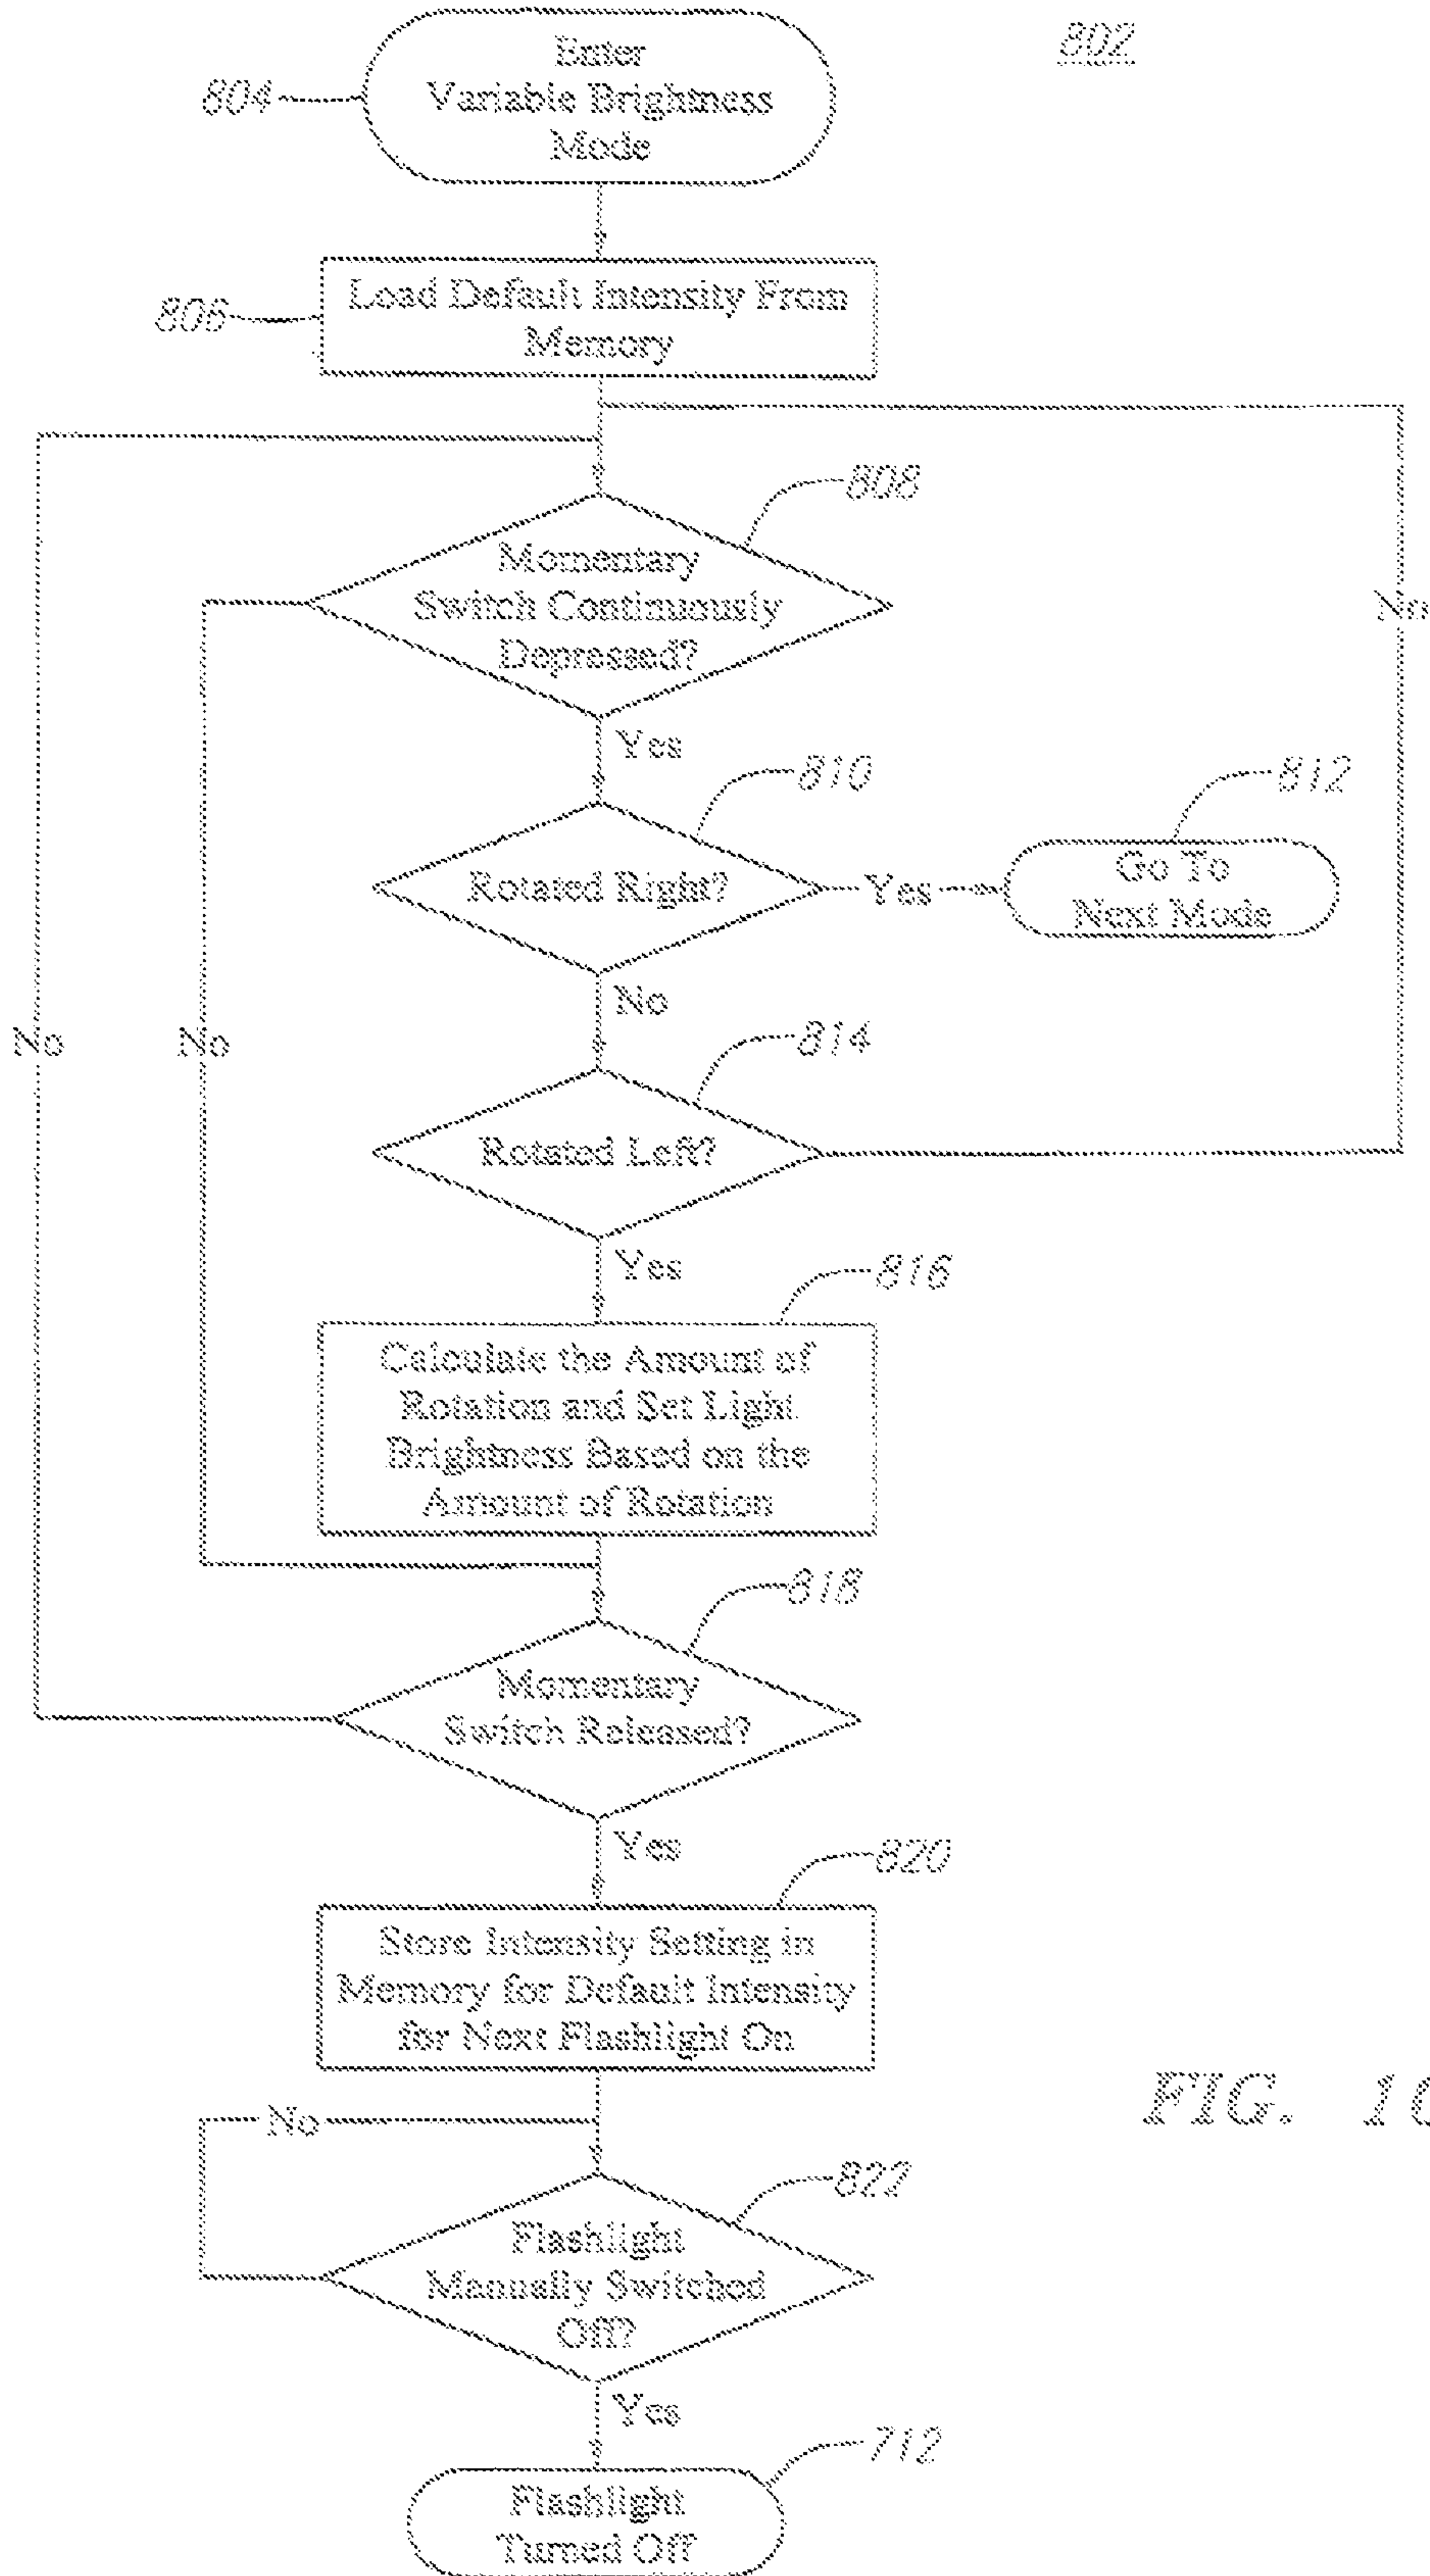 802
Enter
Variable Brightness
Mode
804
Load Default Intensity From
Memory
806
808
Momentary
Switch Continuously
Depressed?
No
Yes
810
812
Rotated Right?
Yes
Go To
Next Mode
No
No
No
814
Rotated Left?
Yes
816
Calculate the Amount of
Rotation and Set Light
Brightness Based on the
Amount of Rotation
818
Momentary
Switch Released?
Yes
820
Store Intensity Setting in
Memory for Default Intensity
for Next Flashlight On
FIG.
No
822
Flashlight
Manually Switched
Off?
Yes
712
Flashlight
Turned Off